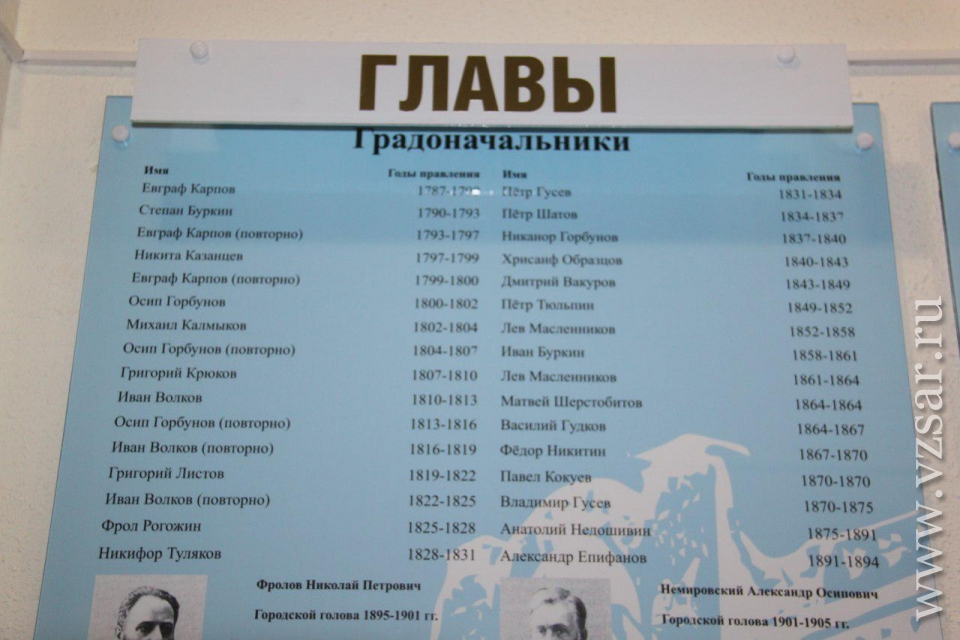 ГЛАВЫ
Градоначальники
Имя Годы правления Имя Годы правления
Евграф Карпов Пётр Гусев 1831-1834
Степан Буркин 1790-1793 Пётр Шатов 1834-1837
Евграф Карпов (повторно) 1793-1797 Никанор Горбунов 1837-1840
Никита Казанцев 1797-1799 Хрисанф Образцов 1840-1843
Евграф Карпов (повторно) 1799-1800 Дмитрий Вакуров 1843-1849
Осип Горбунов 1800-1802 Пётр Тюльпин 1849-1852
Михаил Калмыков 1802-1804 Лев Масленников 1852-1858
Осип Горбунов (повторно) 1804-1807 Иван Буркин 1858-1861
Григорий Крюков 1807-1810 Лев Масленников 1861-1864
Иван Волков 1810-1813 Матвей Шерстобитов 1864-1864
Осип Горбунов (повторно) 1813-1816 Василий Гудков 1864-1867
Иван Волков (повторно) 1816-1819 Фёдор Никитин 1867-1870
Григорий Листов 1819-1822 Павел Кокуев 1870-1870
Иван Волков (повторно) 1822-1825 Владимир Гусев 1870-1875
Фрол Рогожин 1825-1828 Анатолий Недошивин 1875-1891
Никифор Туляков 1828-1831 Александр Епифанов 1891-1894
Фролов Николай Петрович Немировский Александр Осипович
Городской голова 1895-1901 гг. Городской голова 1901-1905 гг.
www.vzsar.ru